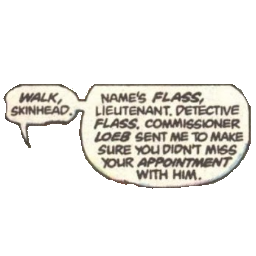 WALK,
SKINHEAD.
NAME'S FLASS,
LIEUTENANT. DETECTIVE
FLASS. COMMISSIONER
LOEB SENT ME TO MAKE
SURE YOU DIDN'T MISS
YOUR APPOINTMENT
WITH HIM.